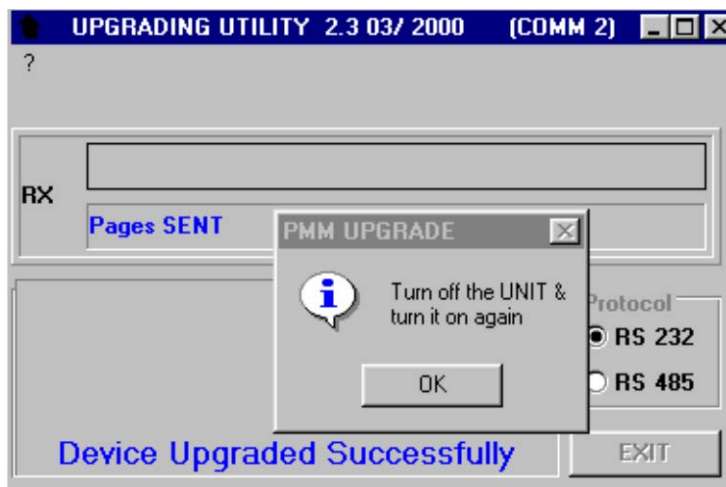 UPGRADING UTILITY 2.3 03/ 2000 (COMM 2)
?
RX
Pages SENT
PMM UPGRADE
Turn off the UNIT &
turn it on again
OK
Protocol
RS 232
RS 485
Device Upgraded Successfully
EXIT